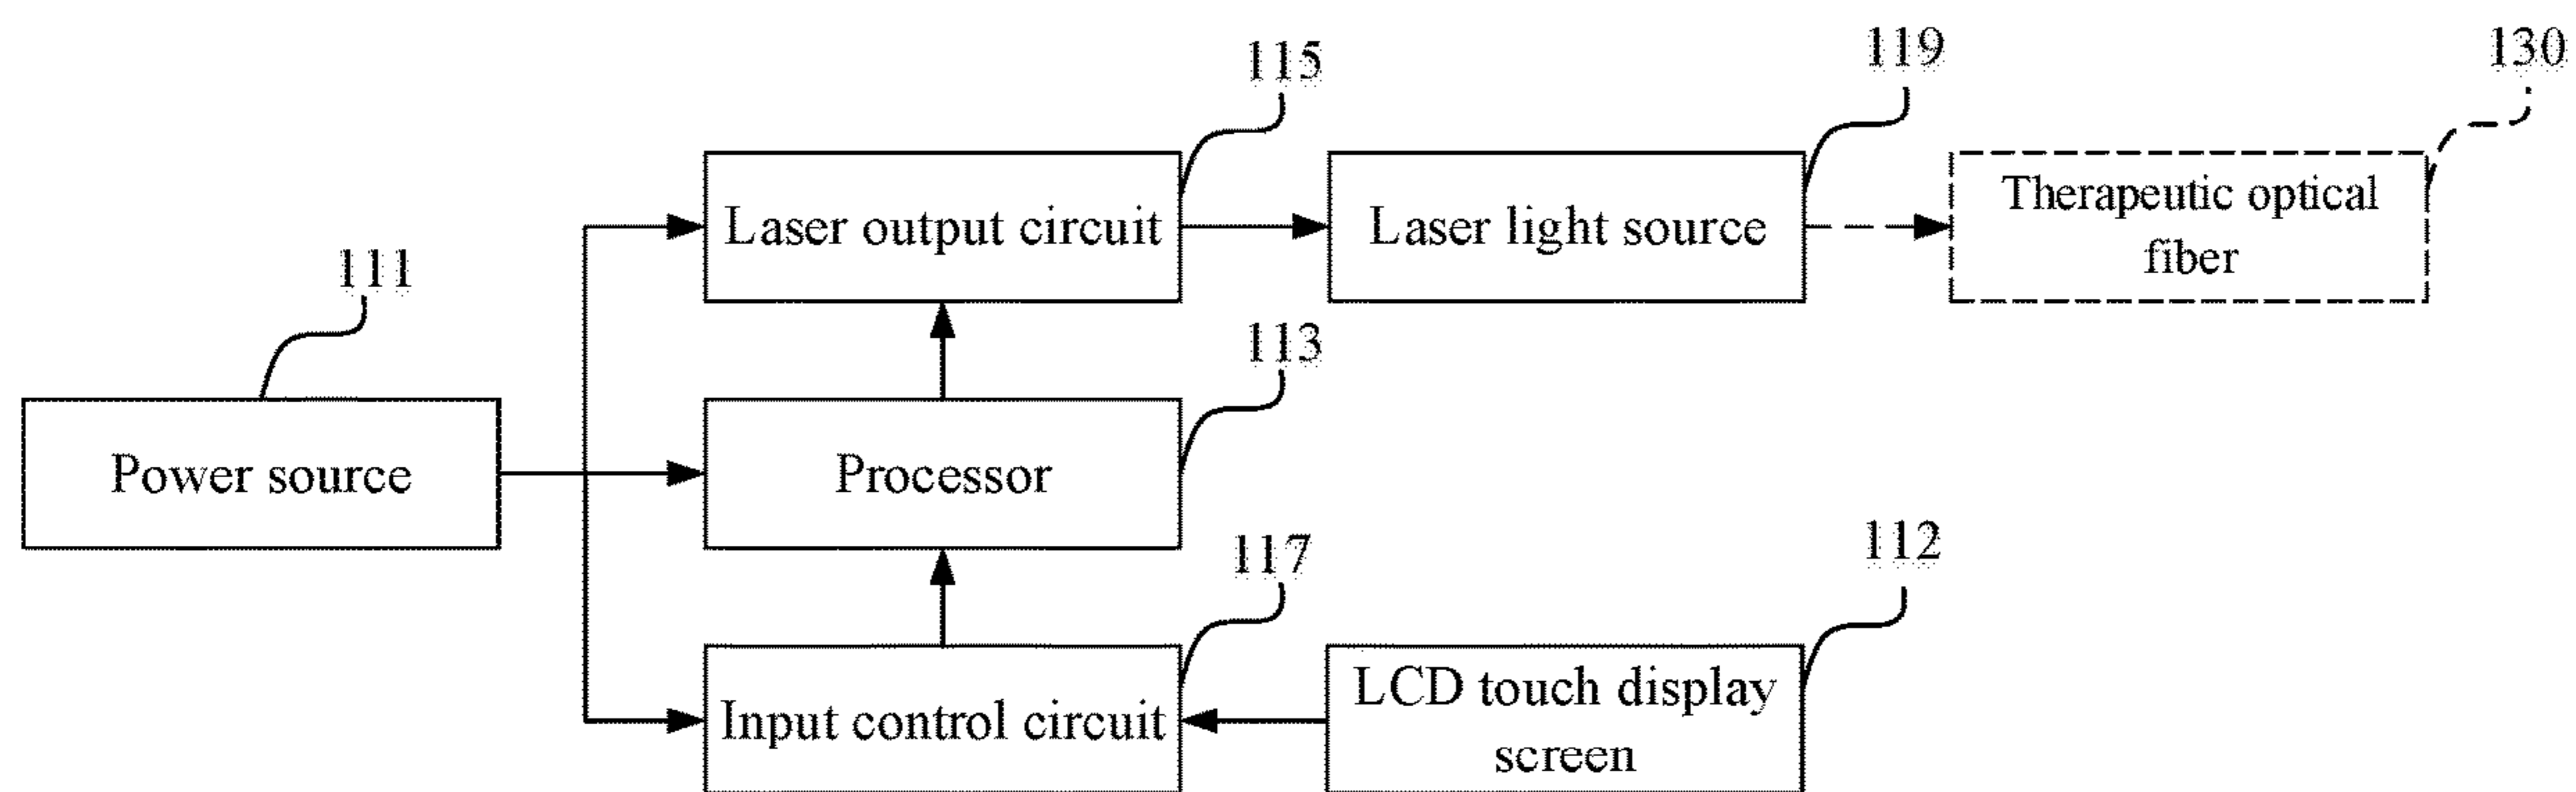 115
119
130
Laser output circuit
Laser light source
Therapeutic optical
fiber
111
113
Power source
Processor
117
112
Input control circuit
LCD touch display
screen